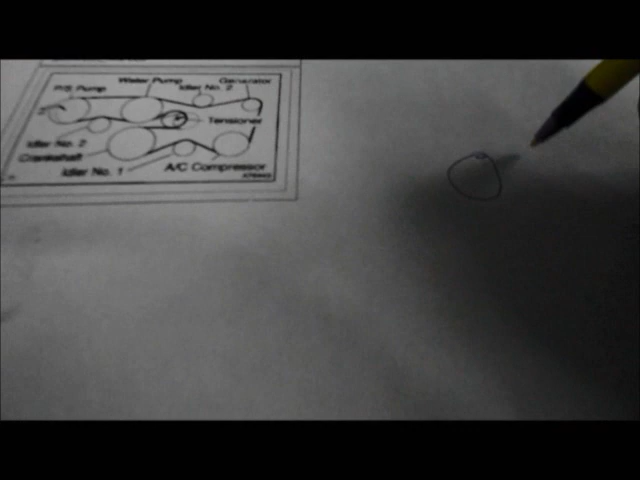 P/S Pump
Water Pump
Idler No. 2
Generator
Tensioner
Idler No. 2
Crankshaft
Idler No. 1
A/C Compressor